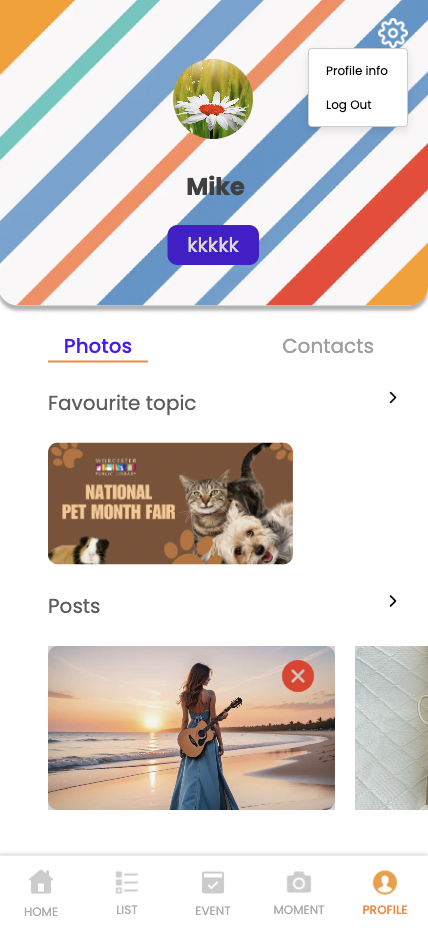 Profile info
Log Out
Mike
kkkkk
Photos
Contacts
Favourite topic
WORCESTER
PUBLIC LIBRARY
NATIONAL
PET MONTH FAIR
Posts
HOME
LIST
EVENT
MOMENT
PROFILE